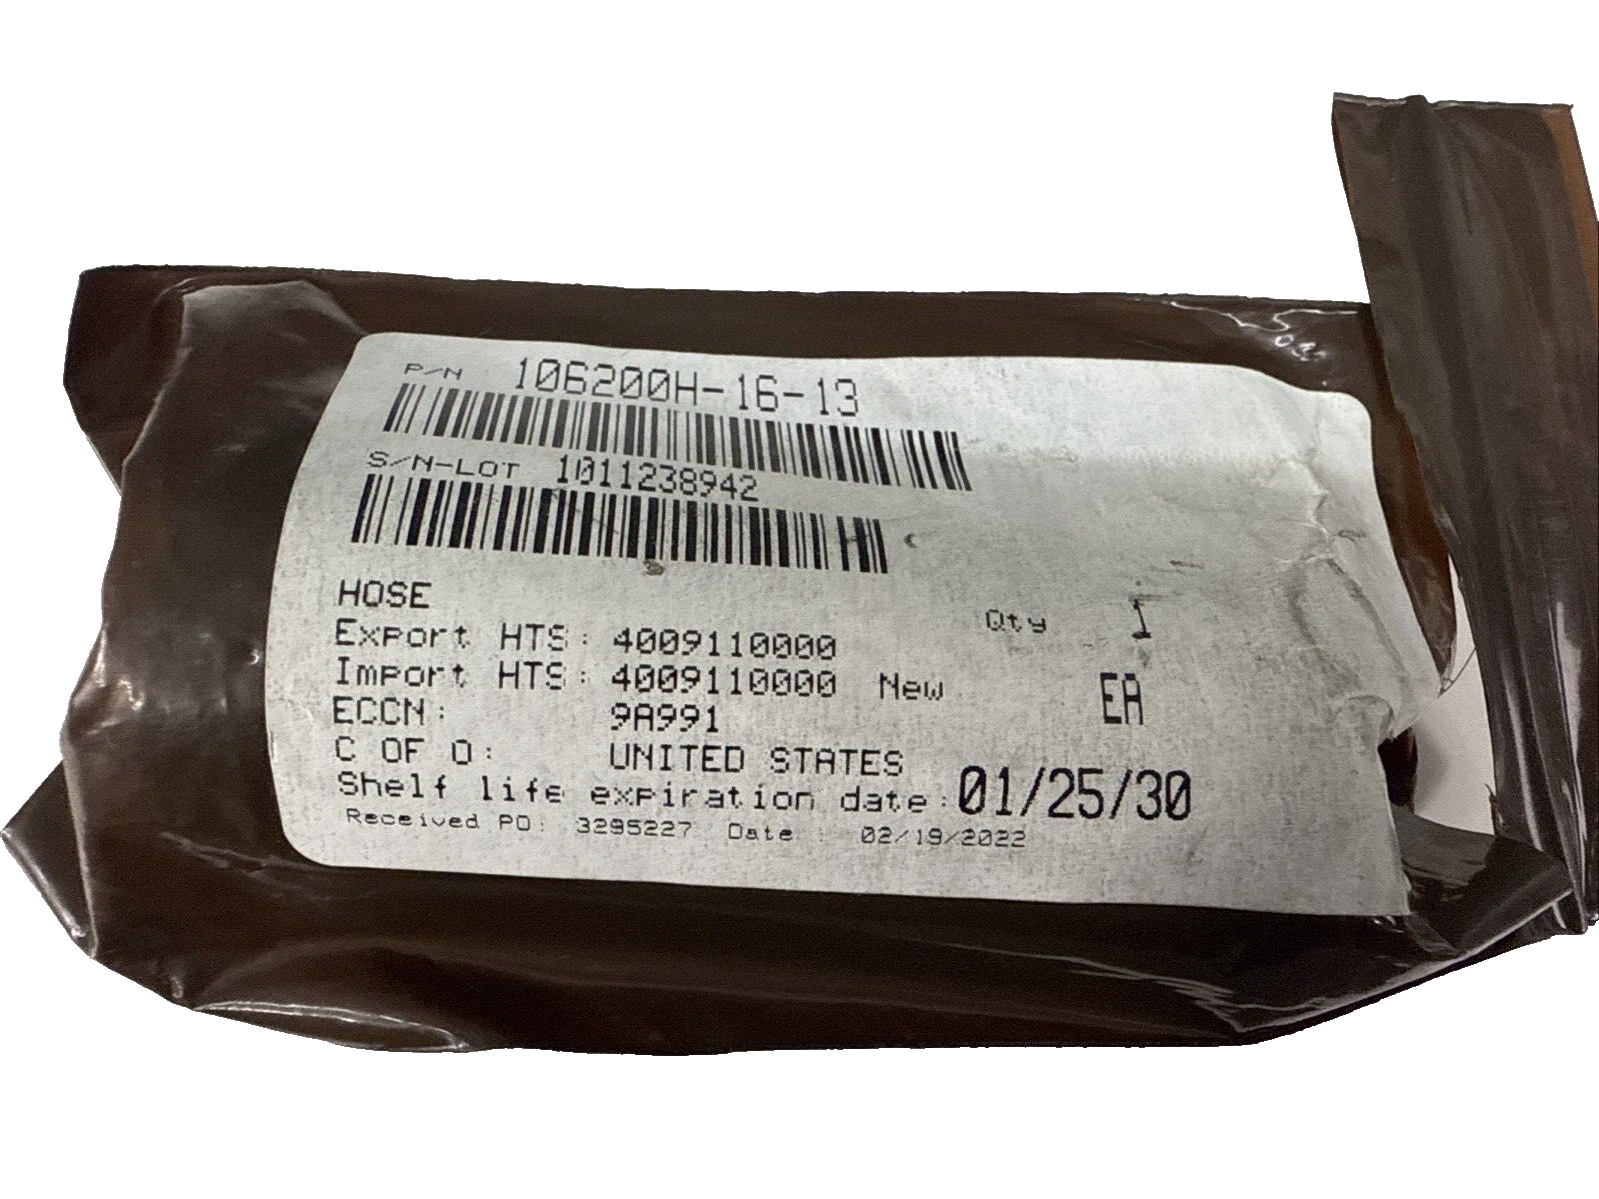 P/N 106200H-16-13
S/N-LOT 1011238942
HOSE
Qty 1
Export HTS: 4009110000
Import HTS: 4009110000 New
EA
ECCN: 9A991
C OF O: UNITED STATES
Shelf life expiration date: 01/25/30
Received PO: 3295227 Date : 02/19/2022